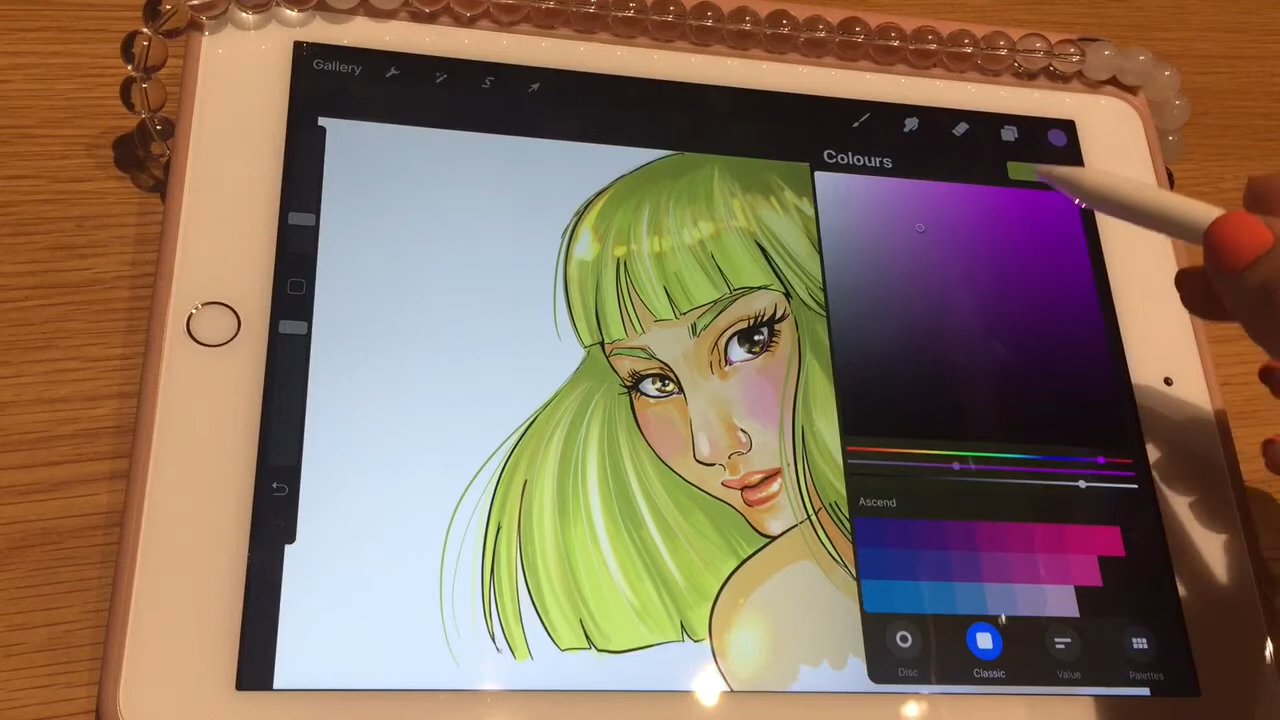 Gallery
Colours
Ascend
Disc
Classic
Value
Palettes